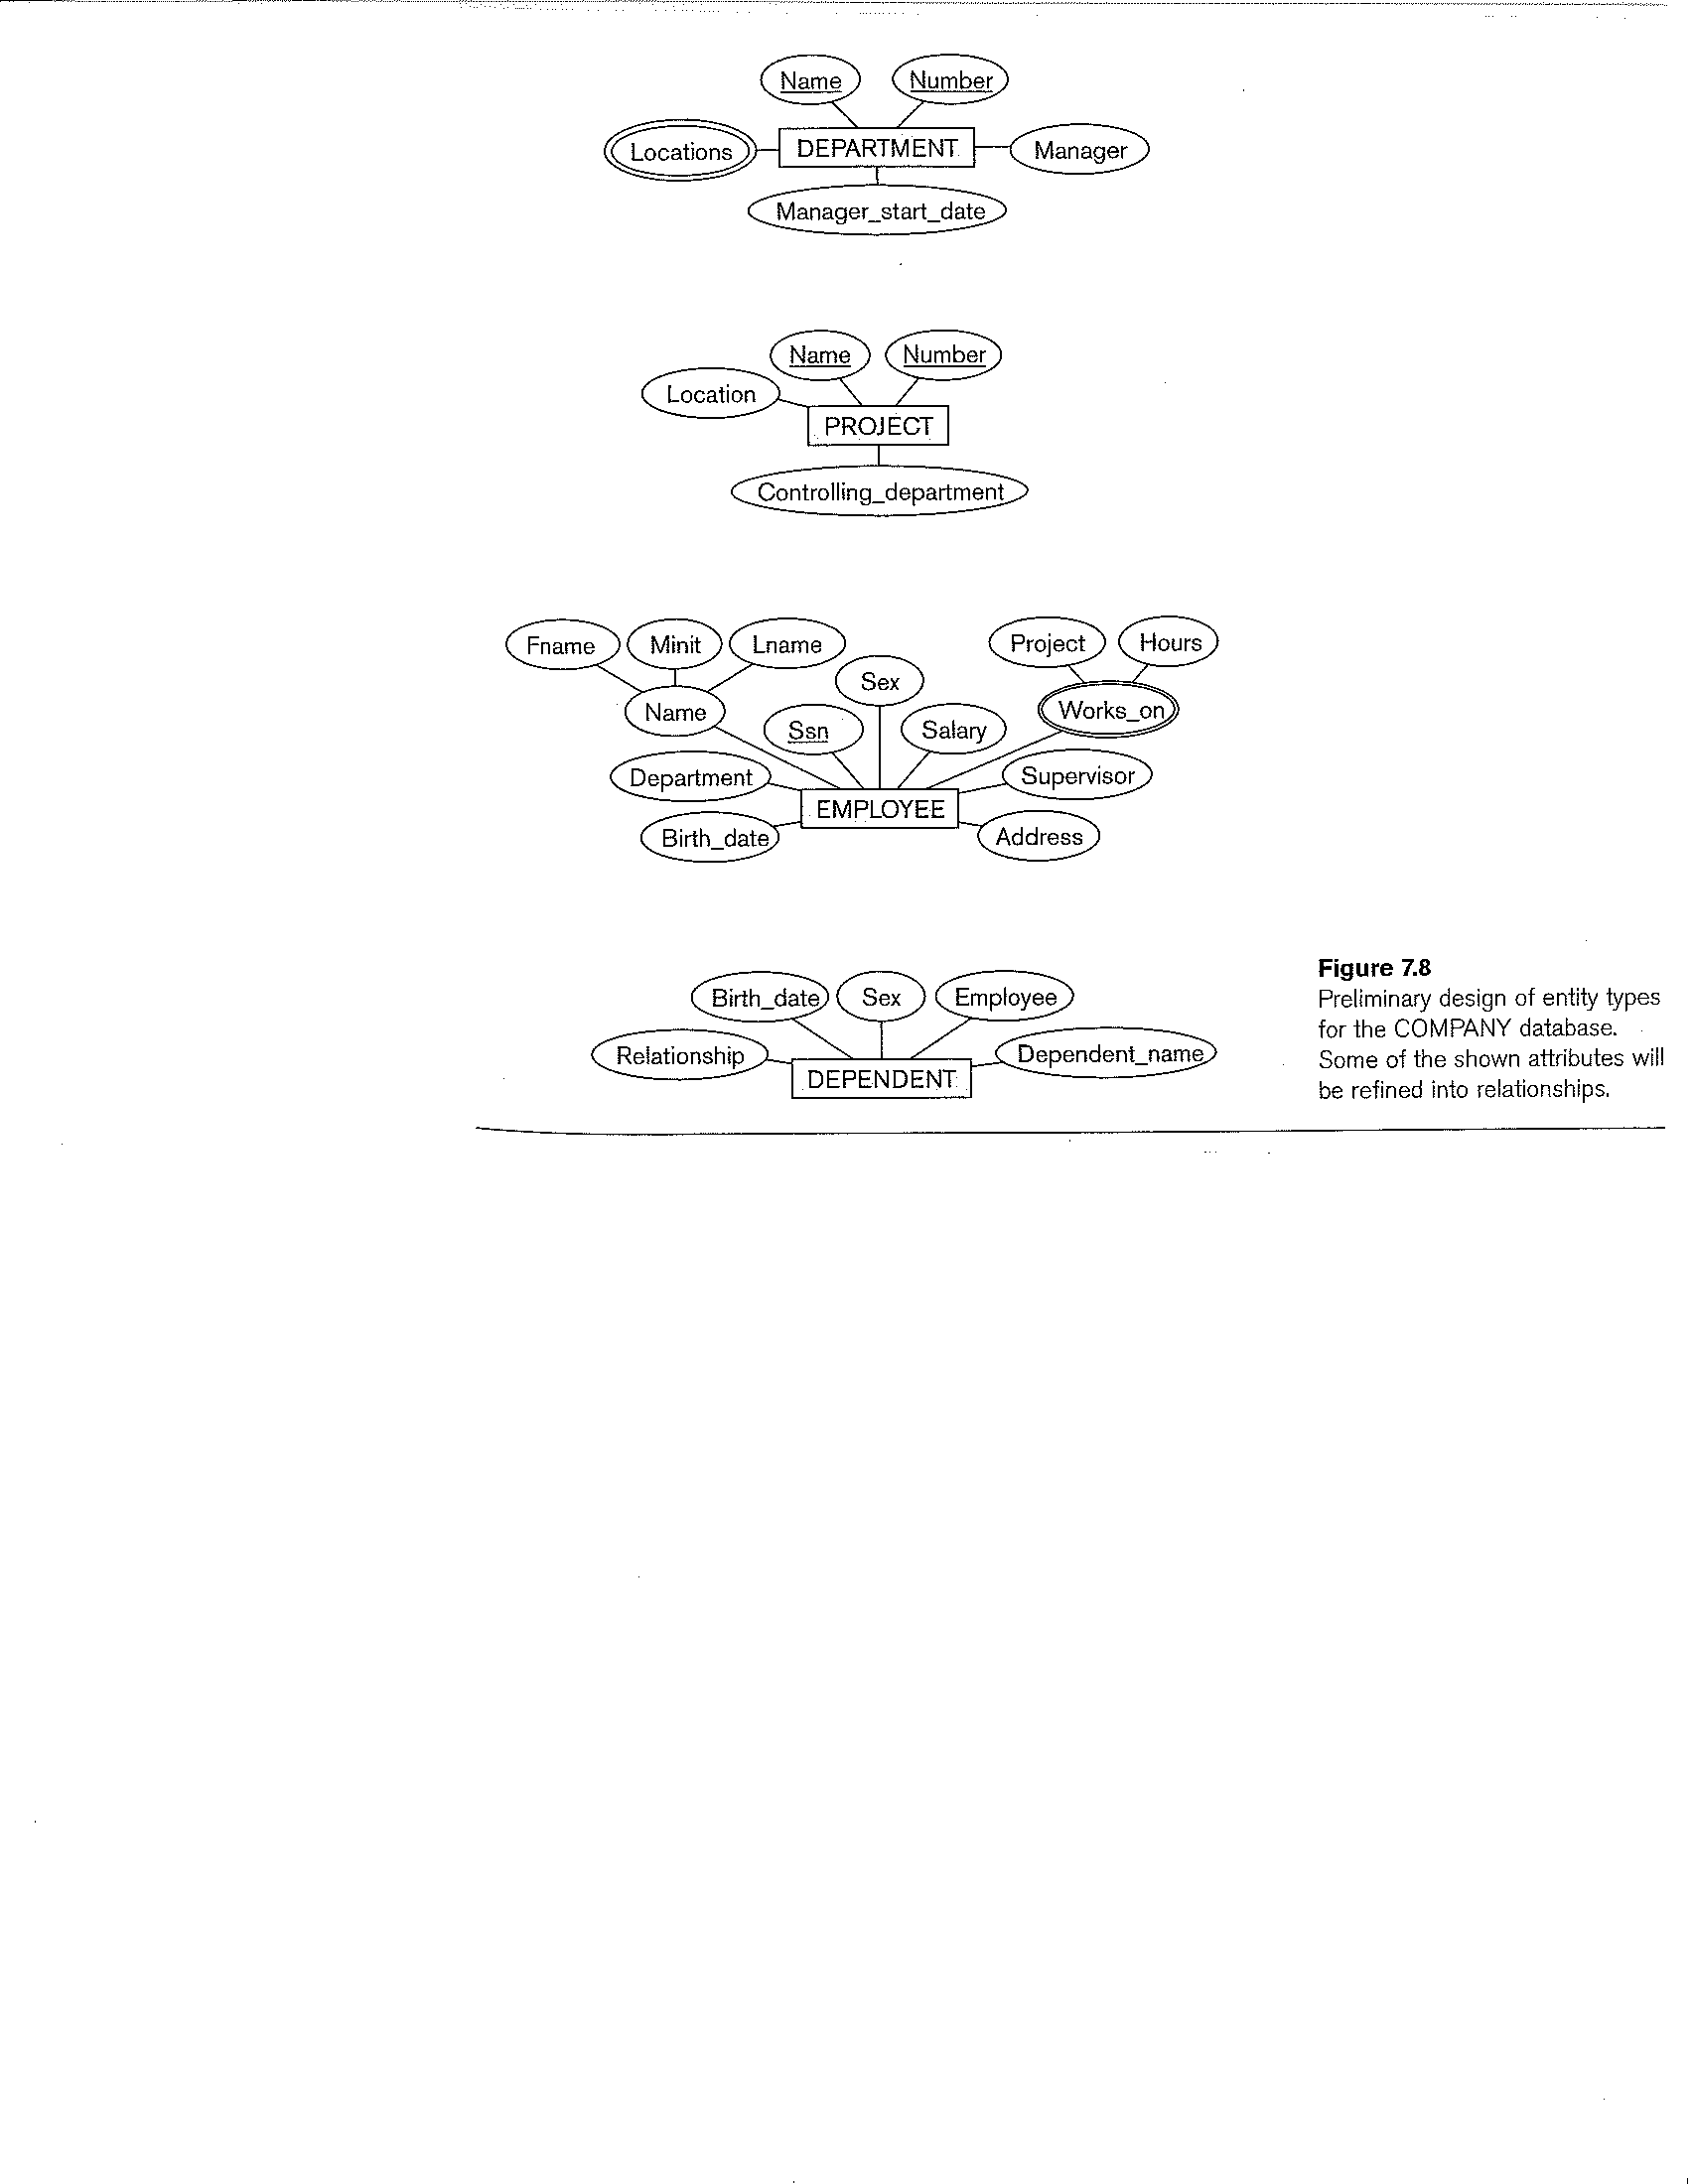 Name Number
Locations DEPARTMENT Manager
Manager_start_date
Name Number
Location
PROJECT
Controlling_department
Fname Minit Lname Project Hours
Sex
Name Works_on
Ssn Salary
Department Supervisor
EMPLOYEE
Birth_date Address
Birth_date Sex Employee
Relationship Dependent_name
DEPENDENT
Figure 7.8
Preliminary design of entity types
for the COMPANY database.
Some of the shown attributes will
be refined into relationships.